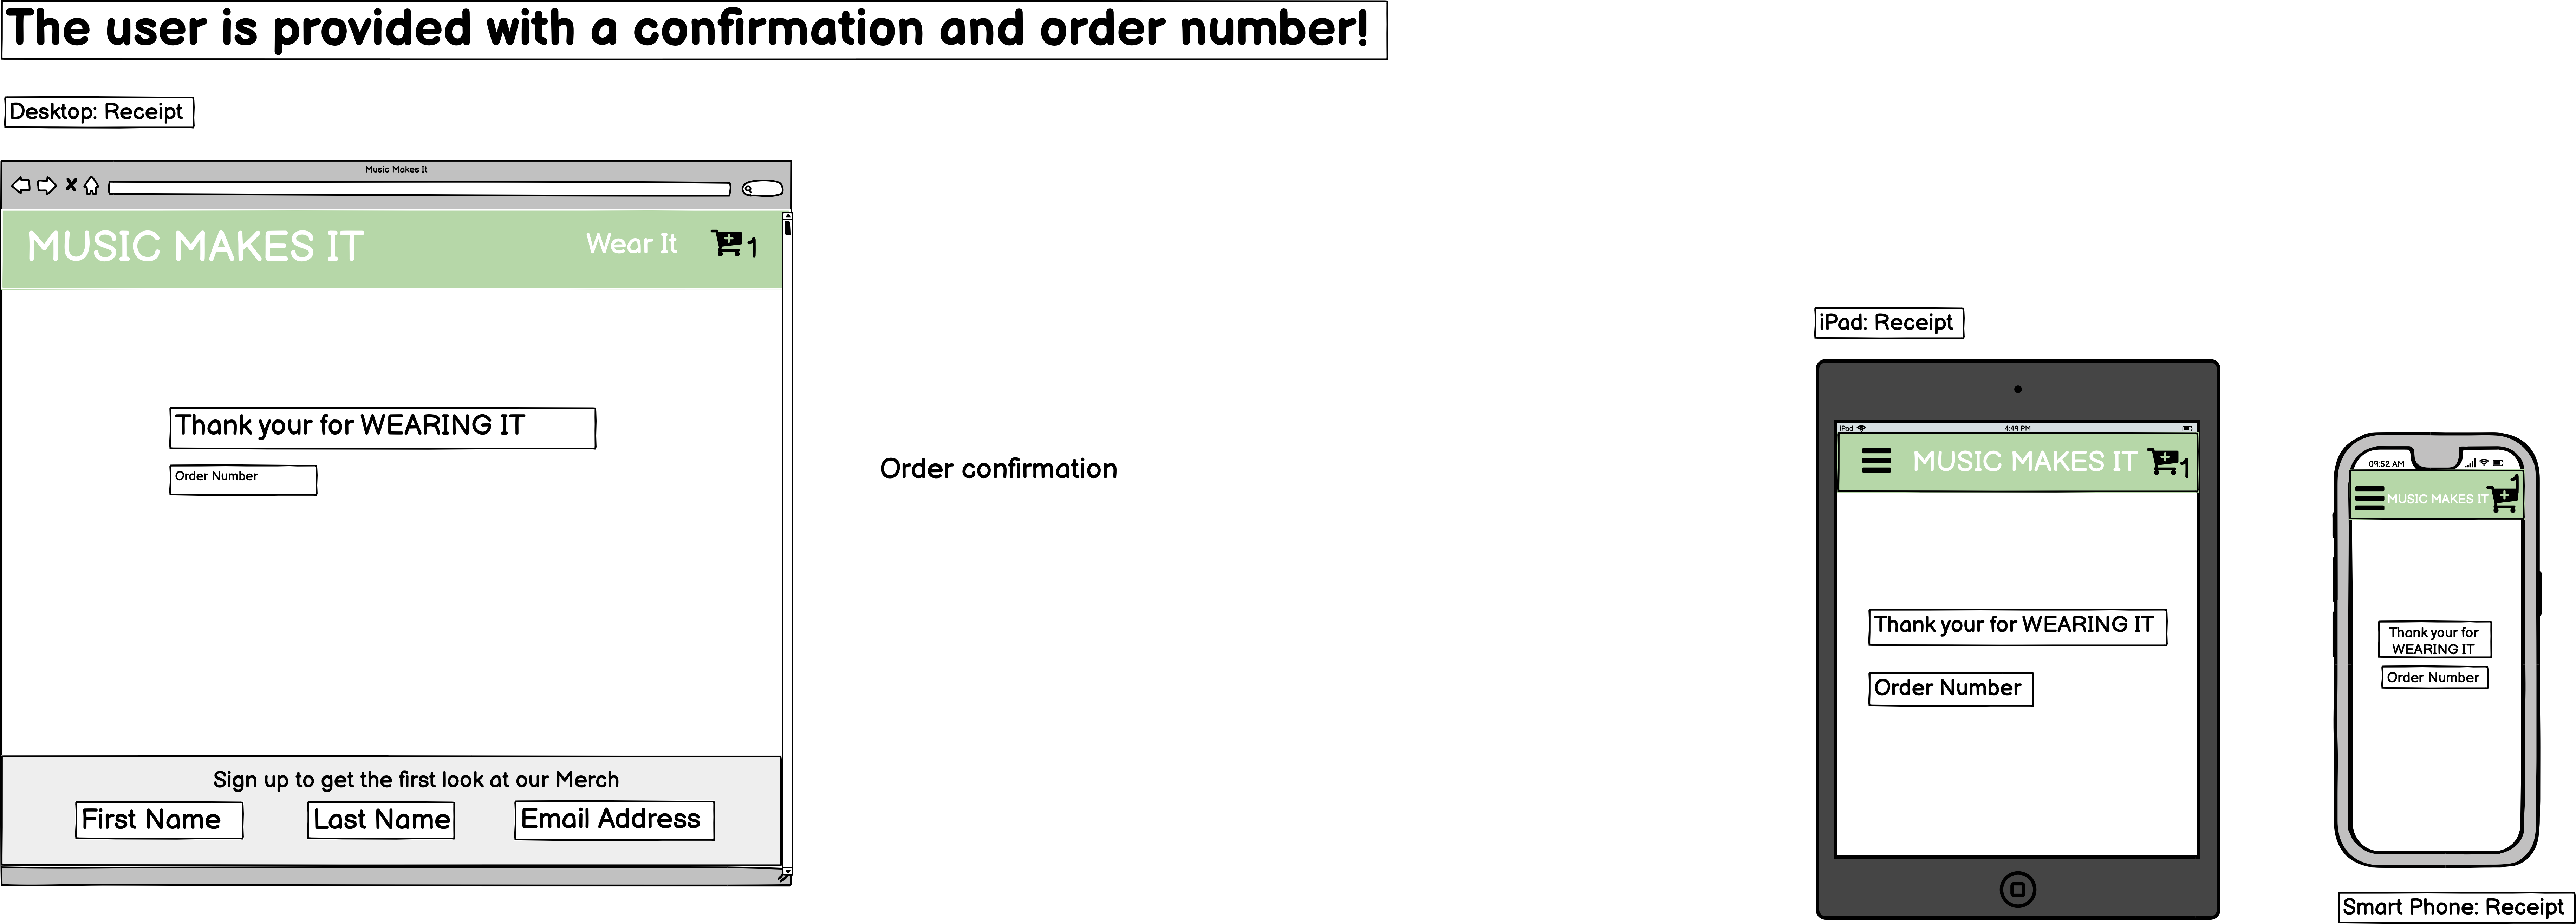 The user is provided with a confirmation and order number!
Desktop: Receipt
Music Makes It
MUSIC MAKES IT
Wear It
1
Thank your for WEARING IT
Order Number
Sign up to get the first look at our Merch
First Name
Last Name
Email Address
Order confirmation
iPad: Receipt
iPad
4:49 PM
MUSIC MAKES IT
1
Thank your for WEARING IT
Order Number
09:52 AM
1
MUSIC MAKES IT
Thank your for
WEARING IT
Order Number
Smart Phone: Receipt